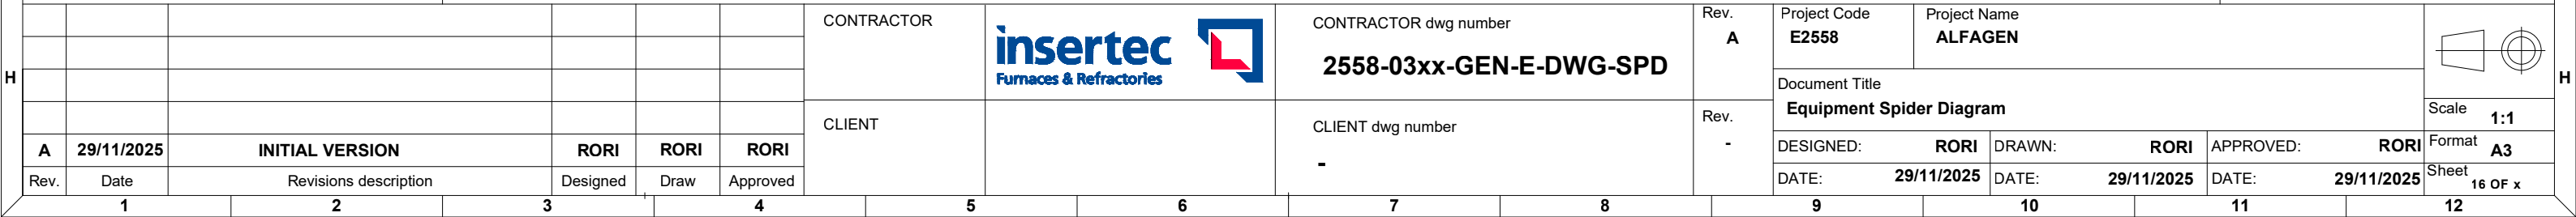 H
A 29/11/2025 INITIAL VERSION RORI RORI RORI
Rev. Date Revisions description Designed Draw Approved
CONTRACTOR
insertec
Furnaces & Refractories
CLIENT
CONTRACTOR dwg number
2558-03xx-GEN-E-DWG-SPD
Rev.
A
CLIENT dwg number
-
Rev.
-
Project Code
E2558
Project Name
ALFAGEN
Document Title
Equipment Spider Diagram
DESIGNED: RORI DRAWN: RORI APPROVED: RORI
DATE: 29/11/2025 DATE: 29/11/2025 DATE: 29/11/2025
Scale
1:1
Format
A3
Sheet
16 OF x
H
1 2 3 4 5 6 7 8 9 10 11 12